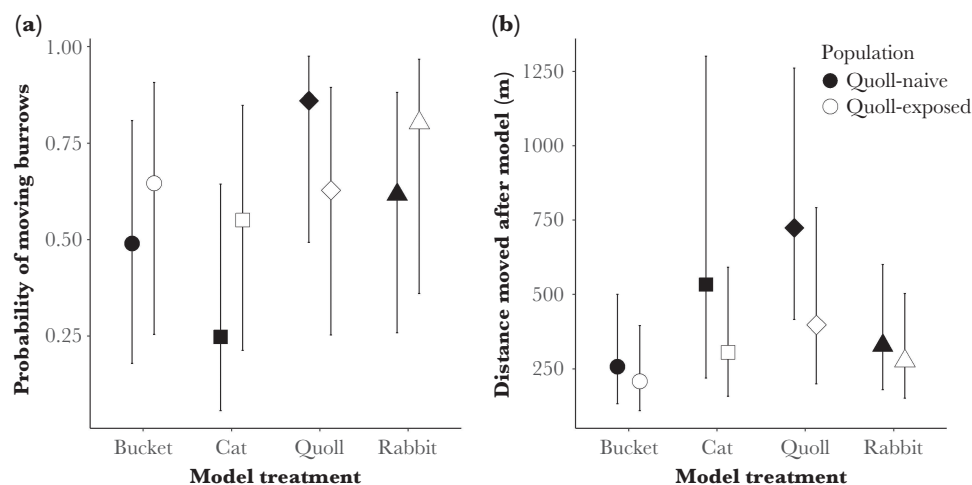 (a)
Probability of moving burrows
1.00
0.75
0.50
0.25
Bucket Cat Quoll Rabbit
Model treatment
(b)
Distance moved after model (m)
1250
1000
750
500
250
Bucket Cat Quoll Rabbit
Model treatment
Population
Quoll-naive
Quoll-exposed